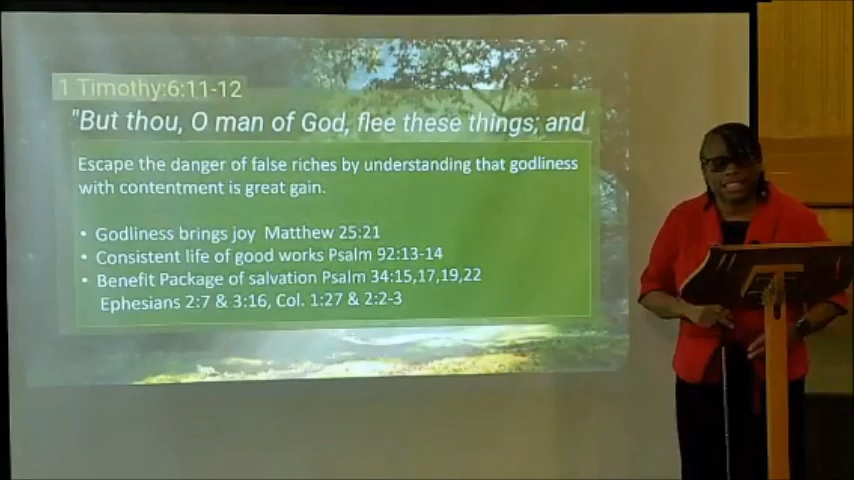 1 Timothy:6:11-12
"But thou, O man of God, flee these things; and
Escape the danger of false riches by understanding that godliness
with contentment is great gain.
• Godliness brings joy Matthew 25:21
• Consistent life of good works Psalm 92:13-14
• Benefit Package of salvation Psalm 34:15,17,19,22
Ephesians 2:7 & 3:16, Col. 1:27 & 2:2-3